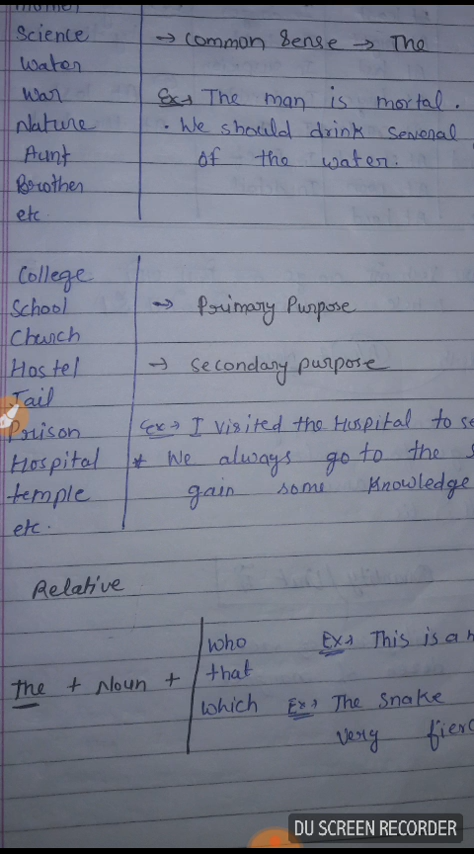 Science → Common Sense → The
Water
War Ex→ The man is mortal.
Nature · We should drink several
Aunt of the water.
Brother
etc
College
School → Primary Purpose
Church
Hostel → Secondary purpose
Jail
Prison Ex→ I visited the Hospital to
Hospital * We always go to the
temple gain some knowledge
etc.
Relative
who Ex→ This is a
the + Noun + that
which Ex→ The Snake
very
DU SCREEN RECORDER